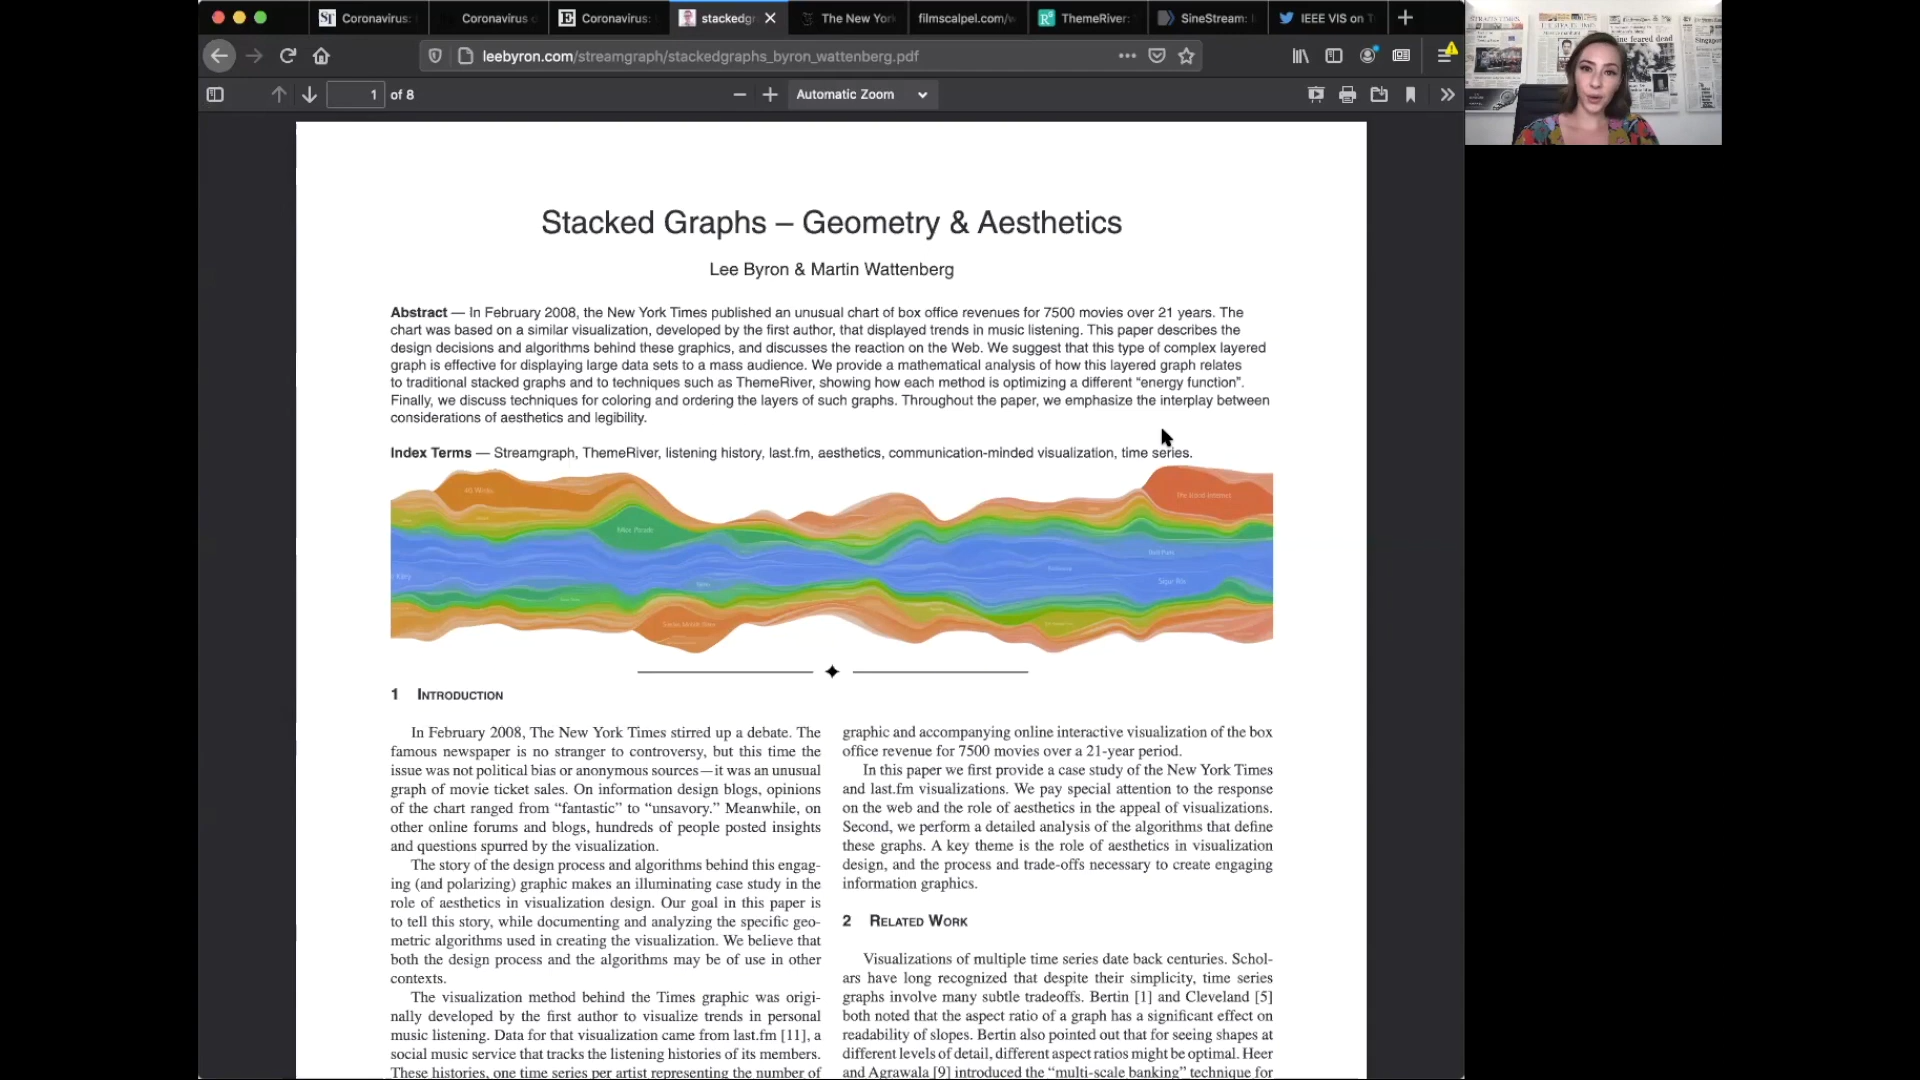 Coronavirus:
Coronavirus
Coronavirus:
stackedgr
The New Yor
filmscalpel.com/w
ThemeRiver:
SineStream:
IEEE VIS on T
leebyron.com/streamgraph/stackedgraphs_byron_wattenberg.pdf
1 of 8
Automatic Zoom
Stacked Graphs – Geometry & Aesthetics
Lee Byron & Martin Wattenberg
Abstract — In February 2008, the New York Times published an unusual chart of box office revenues for 7500 movies over 21 years. The
chart was based on a similar visualization, developed by the first author, that displayed trends in music listening. This paper describes the
design decisions and algorithms behind these graphics, and discusses the reaction on the Web. We suggest that this type of complex layered
graph is effective for displaying large data sets to a mass audience. We provide a mathematical analysis of how this layered graph relates
to traditional stacked graphs and to techniques such as ThemeRiver, showing how each method is optimizing a different “energy function”.
Finally, we discuss techniques for coloring and ordering the layers of such graphs. Throughout the paper, we emphasize the interplay between
considerations of aesthetics and legibility.
Index Terms — Streamgraph, ThemeRiver, listening history, last.fm, aesthetics, communication-minded visualization, time series.
Sigur Rós
1 INTRODUCTION
In February 2008, The New York Times stirred up a debate. The
famous newspaper is no stranger to controversy, but this time the
issue was not political bias or anonymous sources—it was an unusual
graph of movie ticket sales. On information design blogs, opinions
of the chart ranged from “fantastic” to “unsavory.” Meanwhile, on
other online forums and blogs, hundreds of people posted insights
and questions spurred by the visualization.
The story of the design process and algorithms behind this engag-
ing (and polarizing) graphic makes an illuminating case study in the
role of aesthetics in visualization design. Our goal in this paper is
to tell this story, while documenting and analyzing the specific geo-
metric algorithms used in creating the visualization. We believe that
both the design process and the algorithms may be of use in other
contexts.
The visualization method behind the Times graphic was origi-
nally developed by the first author to visualize trends in personal
music listening. Data for that visualization came from last.fm [11], a
social music service that tracks the listening histories of its members.
These histories, one time series per artist representing the number of
graphic and accompanying online interactive visualization of the box
office revenue for 7500 movies over a 21-year period.
In this paper we first provide a case study of the New York Times
and last.fm visualizations. We pay special attention to the response
on the web and the role of aesthetics in the appeal of visualizations.
Second, we perform a detailed analysis of the algorithms that define
these graphs. A key theme is the role of aesthetics in visualization
design, and the process and trade-offs necessary to create engaging
information graphics.
2 RELATED WORK
Visualizations of multiple time series date back centuries. Schol-
ars have long recognized that despite their simplicity, time series
graphs involve many subtle tradeoffs. Bertin [1] and Cleveland [5]
both noted that the aspect ratio of a graph has a significant effect on
readability of slopes. Bertin also pointed out that for seeing shapes at
different levels of detail, different aspect ratios might be optimal. Heer
and Agrawala [9] introduced the “multi-scale banking” technique for